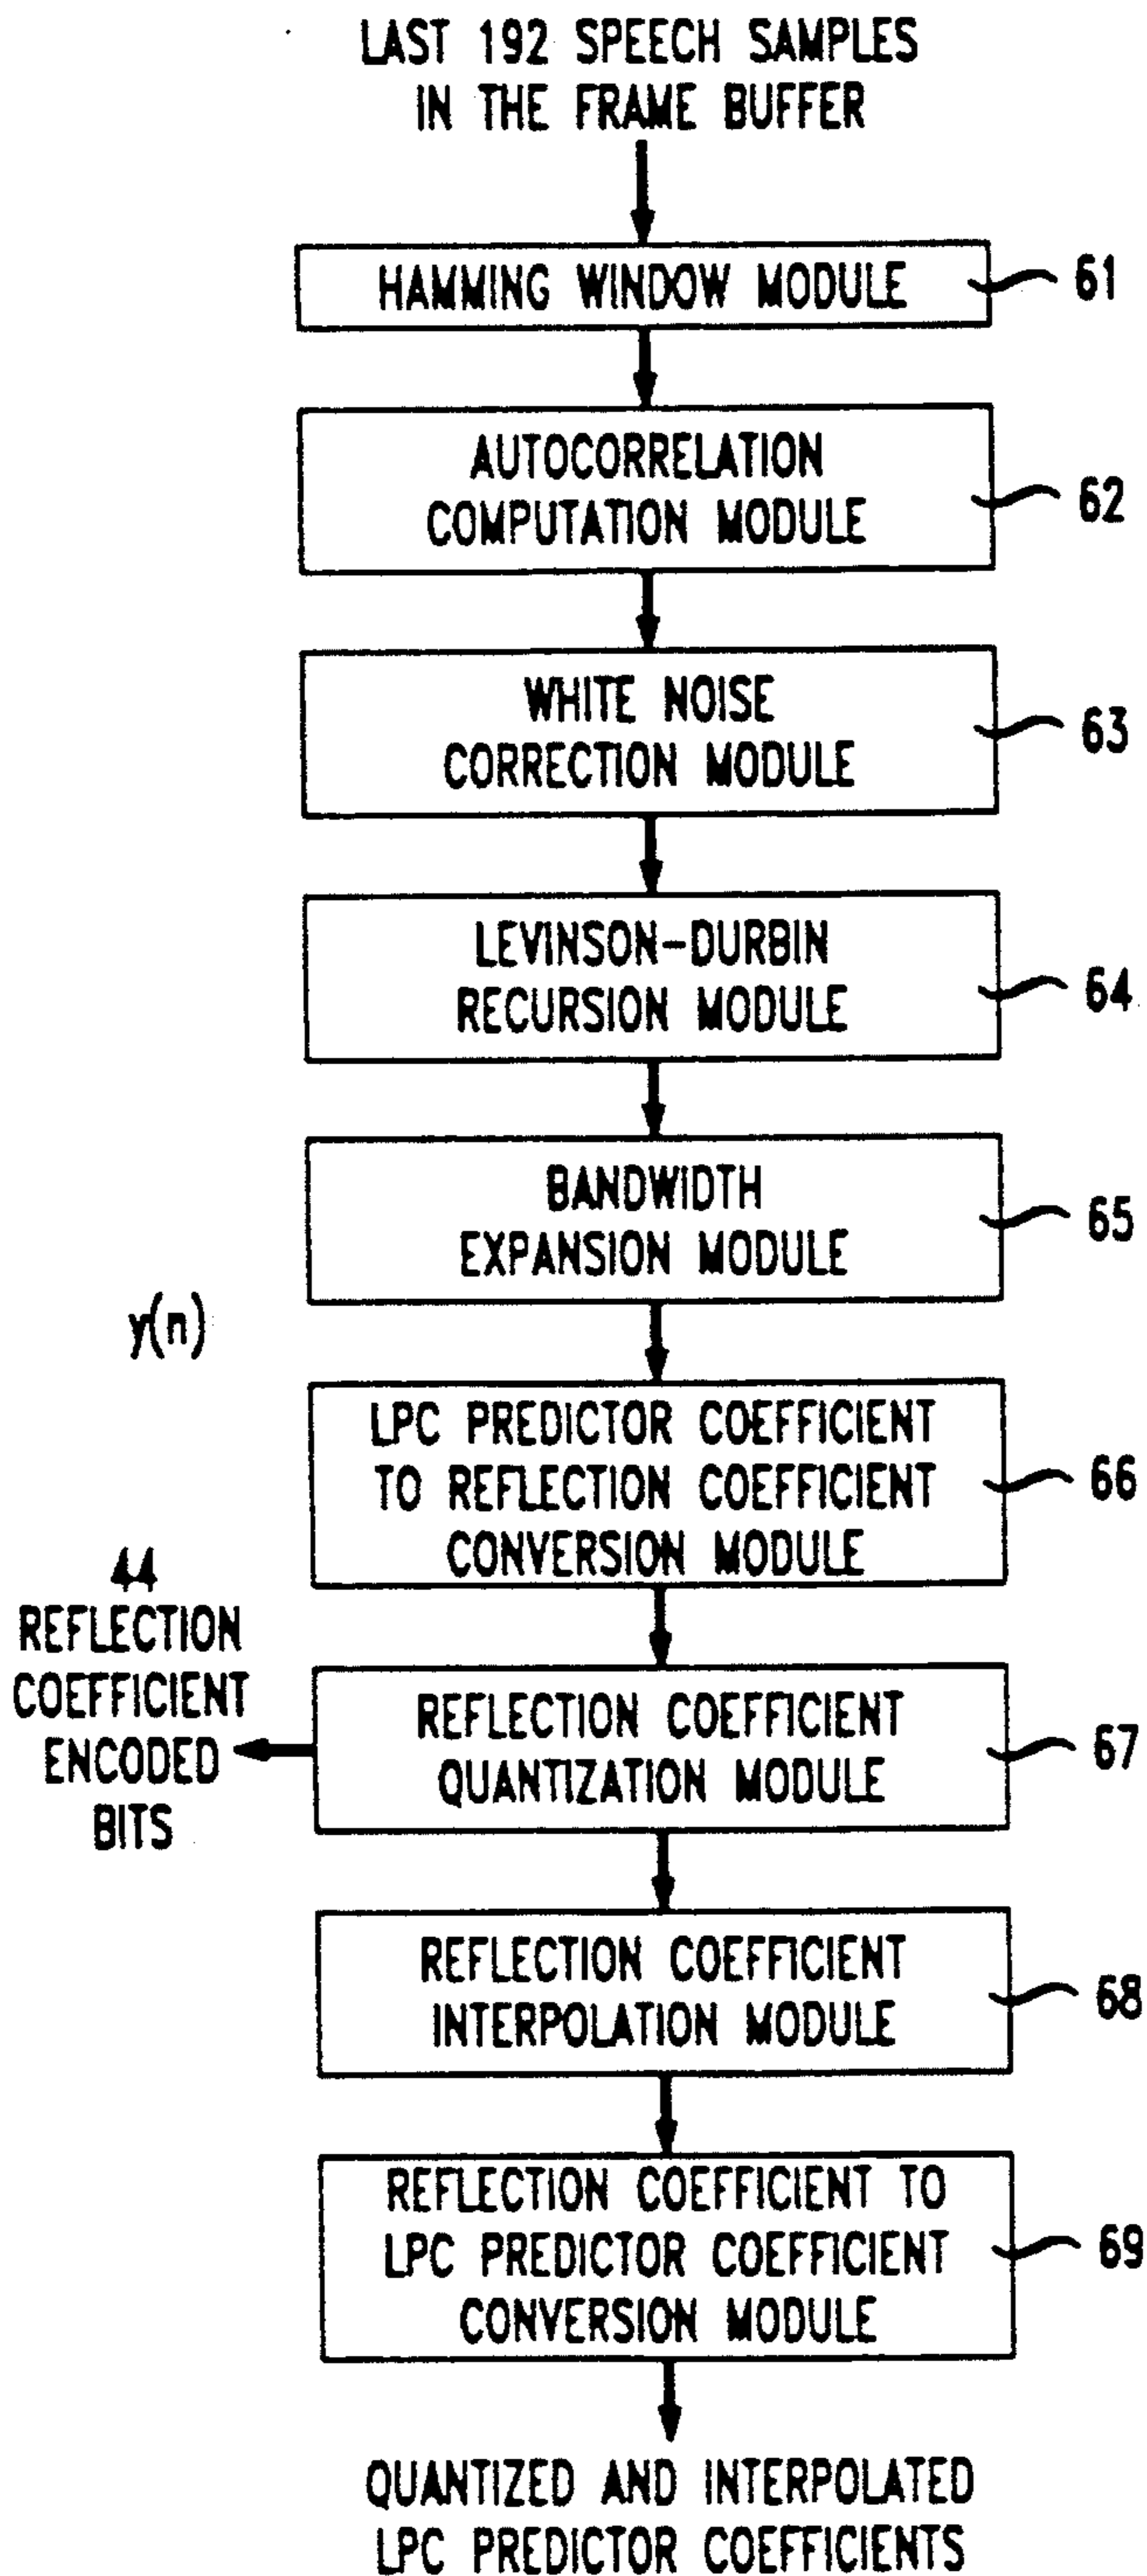 LAST 192 SPEECH SAMPLES
IN THE FRAME BUFFER
HAMMING WINDOW MODULE
61
AUTOCORRELATION
COMPUTATION MODULE
62
WHITE NOISE
CORRECTION MODULE
63
LEVINSON-DURBIN
RECURSION MODULE
64
BANDWIDTH
EXPANSION MODULE
65
y(n)
LPC PREDICTOR COEFFICIENT
TO REFLECTION COEFFICIENT
CONVERSION MODULE
66
44
REFLECTION
COEFFICIENT
ENCODED
BITS
REFLECTION COEFFICIENT
QUANTIZATION MODULE
67
REFLECTION COEFFICIENT
INTERPOLATION MODULE
68
REFLECTION COEFFICIENT TO
LPC PREDICTOR COEFFICIENT
CONVERSION MODULE
69
QUANTIZED AND INTERPOLATED
LPC PREDICTOR COEFFICIENTS